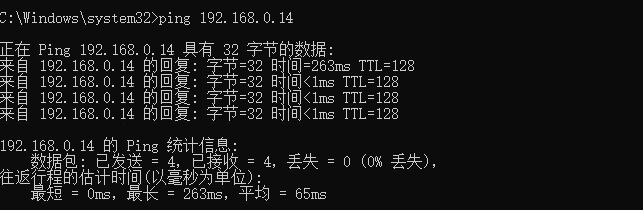 C:\Windows\system32>ping 192.168.0.14
正在 Ping 192.168.0.14 具有 32 字节的数据:
来自 192.168.0.14 的回复: 字节=32 时间=263ms TTL=128
来自 192.168.0.14 的回复: 字节=32 时间<1ms TTL=128
来自 192.168.0.14 的回复: 字节=32 时间<1ms TTL=128
来自 192.168.0.14 的回复: 字节=32 时间<1ms TTL=128
192.168.0.14 的 Ping 统计信息:
数据包: 已发送 = 4, 已接收 = 4, 丢失 = 0 (0% 丢失),
往返行程的估计时间(以毫秒为单位):
最短 = 0ms, 最长 = 263ms, 平均 = 65ms